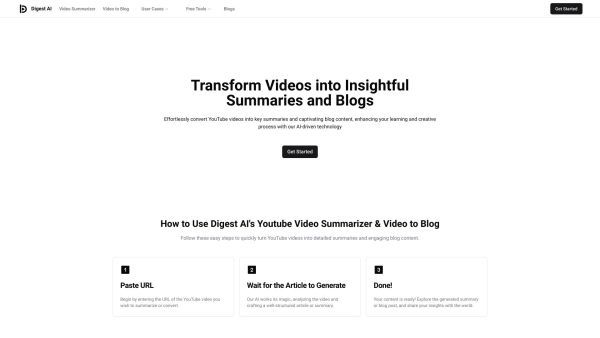 Digest AI Video Summarizer Video to Blog User Cases Free Tools Blogs Get Started
Transform Videos into Insightful
Summaries and Blogs
Effortlessly convert YouTube videos into key summaries and captivating blog content, enhancing your learning and creative
process with our AI-driven technology
Get Started
How to Use Digest AI's Youtube Video Summarizer & Video to Blog
Follow these easy steps to quickly turn YouTube videos into detailed summaries and engaging blog content.
1
Paste URL
Begin by entering the URL of the YouTube video you
wish to summarize or convert.
2
Wait for the Article to Generate
Our AI works its magic, analyzing the video and
crafting a well-structured article or summary.
3
Done!
Your content is ready! Explore the generated summary
or blog post, and share your insights with the world.